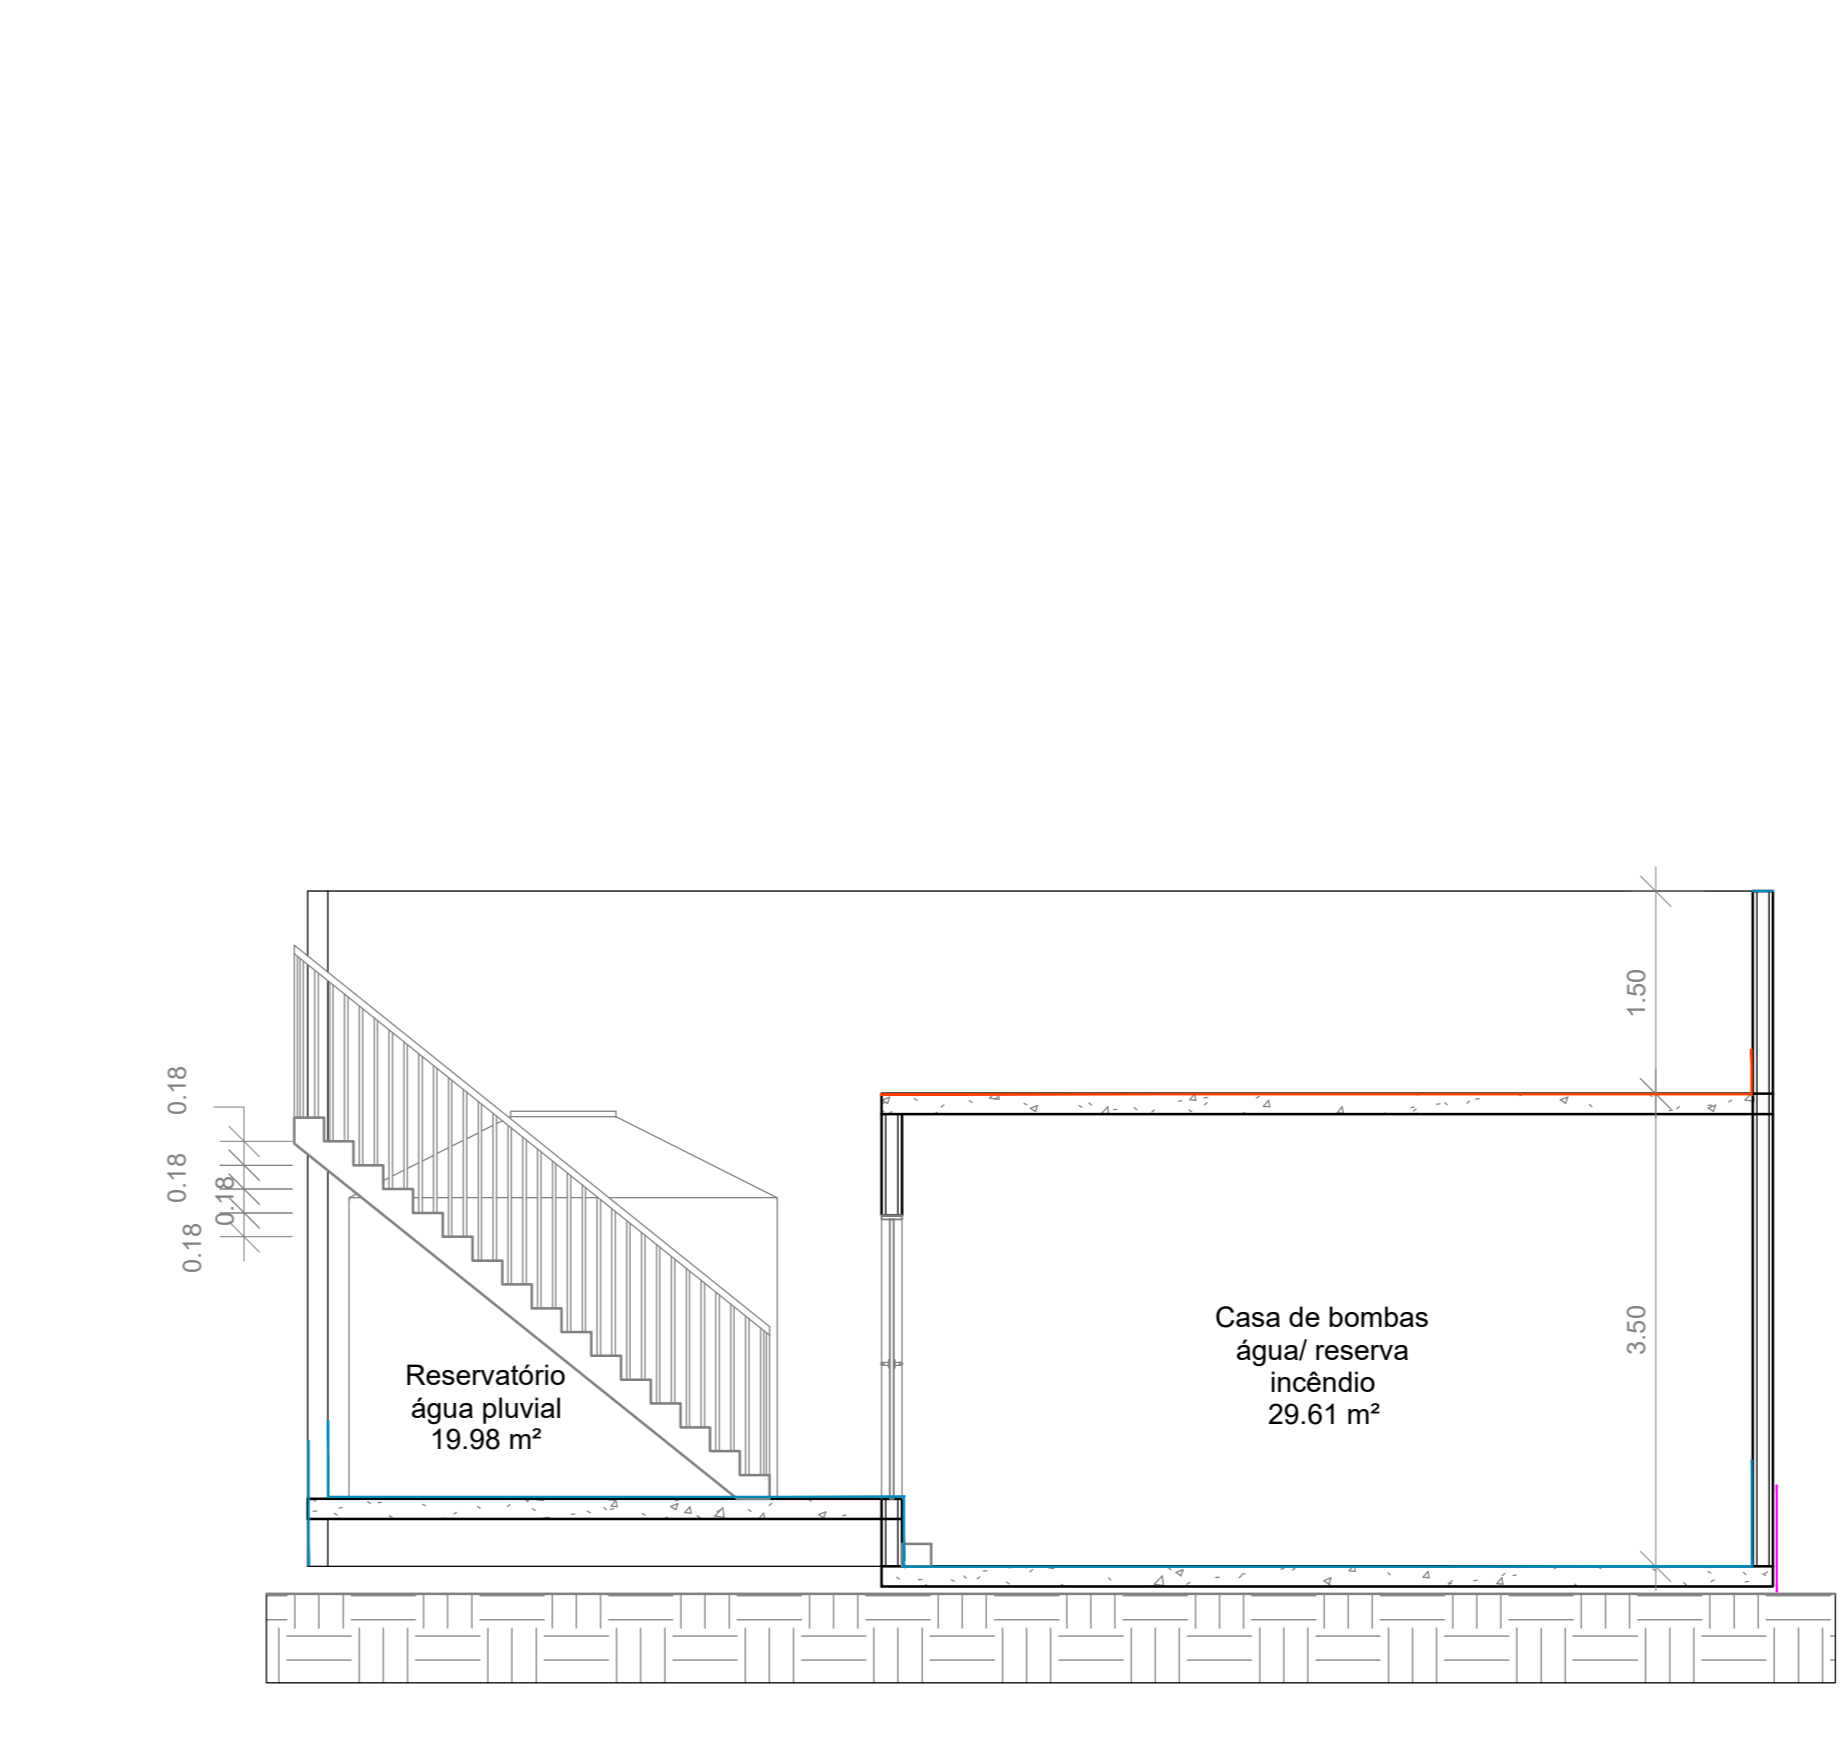 1.50
0.18
0.18
0.18
0.18
3.50
Casa de bombas
água/ reserva
incêndio
29.61 m²
Reservatório
água pluvial
19.98 m²